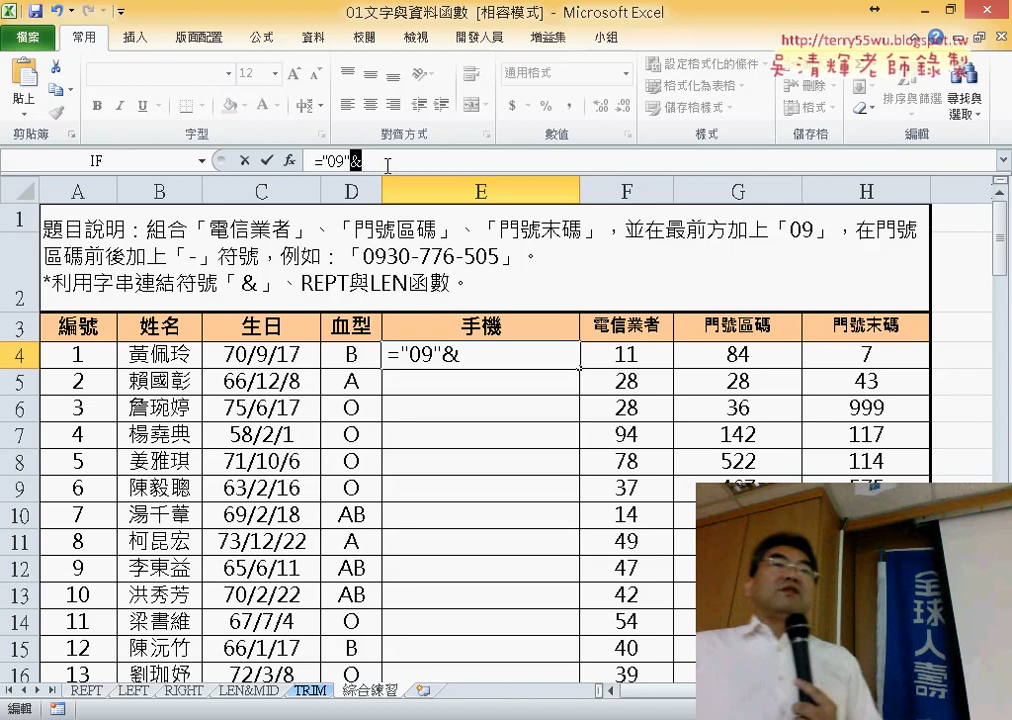 01文字與資料函數 [相容模式] - Microsoft Excel
檔案 常用 插入 版面配置 公式 資料 校閱 檢視 開發人員 增益集 小組
http://terry55wu.blogspot.tw
吳清輝老師錄製
貼上 12 通用格式 設定格式化的條件 格式化為表格 儲存格樣式 刪除 格式 排序與篩選 尋找與選取
剪貼簿 字型 對齊方式 數值 樣式 儲存格 編輯
IF ="09"&
A B C D E F G H
1 題目說明：組合「電信業者」、「門號區碼」、「門號末碼」，並在最前方加上「09」，在門號
區碼前後加上「-」符號，例如：「0930-776-505」。
2 *利用字串連結符號「&」、REPT與LEN函數。
3 編號 姓名 生日 血型 手機 電信業者 門號區碼 門號末碼
4 1 黃佩玲 70/9/17 B ="09"& 11 84 7
5 2 賴國彰 66/12/8 A 28 28 43
6 3 詹琬婷 75/6/17 O 28 36 999
7 4 楊堯典 58/2/1 O 94 142 117
8 5 姜雅琪 71/10/6 O 78 522 114
9 6 陳毅聰 63/2/16 O 37
10 7 湯千葦 69/2/18 AB 14
11 8 柯昆宏 73/12/22 A 49
12 9 李東益 65/6/11 AB 47
13 10 洪秀芳 70/2/22 AB 42
14 11 梁書維 67/7/4 O 54
15 12 陳沅竹 66/1/17 B 40
16 13 劉珈妤 72/3/8 O 39
REPT LEFT RIGHT LEN&MID TRIM 綜合練習
編輯
全球人壽